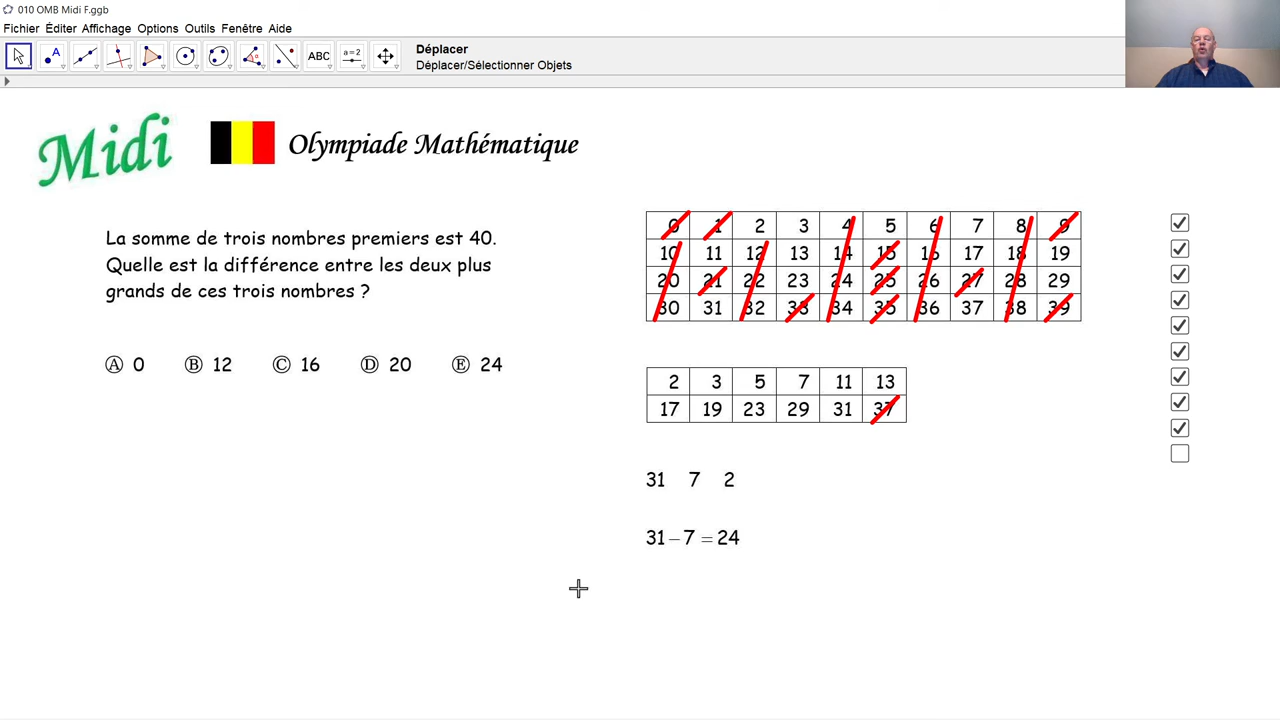 010 OMB Midi F.ggb
Fichier Éditer Affichage Options Outils Fenêtre Aide
A ABC a=2 Déplacer
Déplacer/Sélectionner Objets
Midi Olympiade Mathématique
La somme de trois nombres premiers est 40.
Quelle est la différence entre les deux plus
grands de ces trois nombres ?
Ⓐ 0 Ⓑ 12 Ⓒ 16 Ⓓ 20 Ⓔ 24
0 1 2 3 4 5 6 7 8 9
10 11 12 13 14 15 16 17 18 19
20 21 22 23 24 25 26 27 28 29
30 31 32 33 34 35 36 37 38 39
2 3 5 7 11 13
17 19 23 29 31 37
31 7 2
31 – 7 = 24